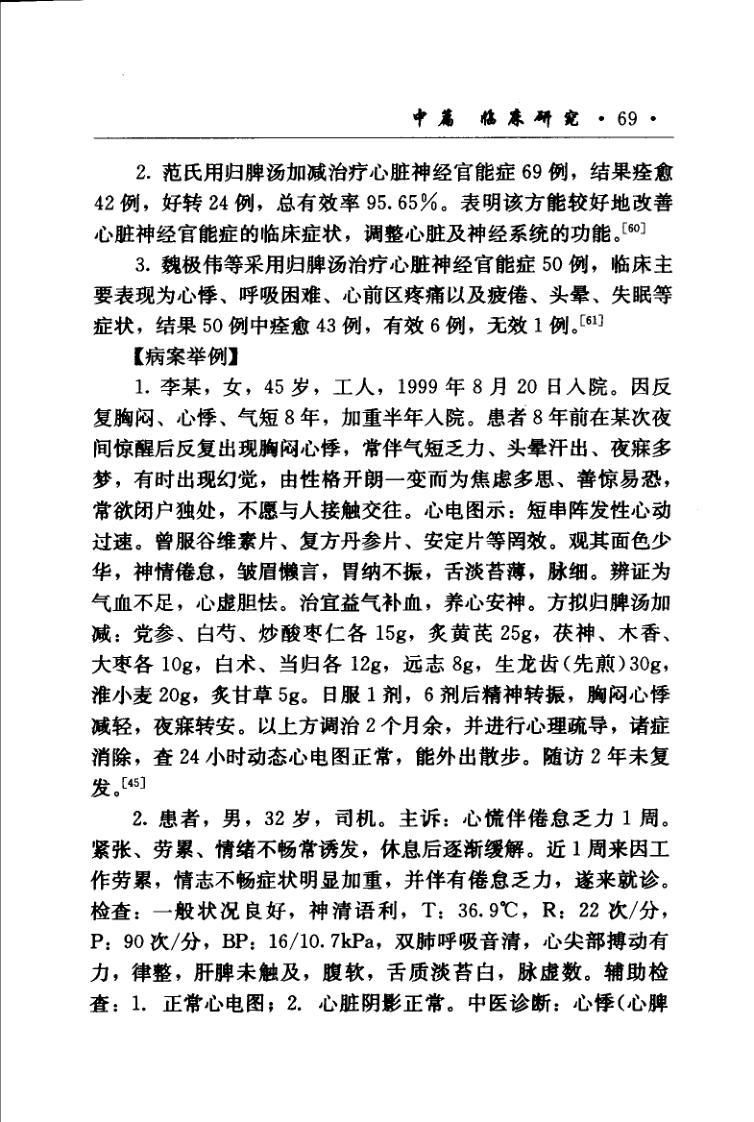 中篇 临床研究 · 69 ·
2. 范氏用归脾汤加减治疗心脏神经官能症 69 例，结果痊愈
42 例，好转 24 例，总有效率 95.65%。表明该方能较好地改善
心脏神经官能症的临床症状，调整心脏及神经系统的功能。[60]
3. 魏极伟等采用归脾汤治疗心脏神经官能症 50 例，临床主
要表现为心悸、呼吸困难、心前区疼痛以及疲倦、头晕、失眠等
症状，结果 50 例中痊愈 43 例，有效 6 例，无效 1 例。[61]
【病案举例】
1. 李某，女，45 岁，工人，1999 年 8 月 20 日入院。因反
复胸闷、心悸、气短 8 年，加重半年入院。患者 8 年前在某次夜
间惊醒后反复出现胸闷心悸，常伴气短乏力、头晕汗出、夜寐多
梦，有时出现幻觉，由性格开朗一变而为焦虑多思、善惊易恐，
常欲闭户独处，不愿与人接触交往。心电图示：短串阵发性心动
过速。曾服谷维素片、复方丹参片、安定片等罔效。观其面色少
华，神情倦怠，皱眉懒言，胃纳不振，舌淡苔薄，脉细。辨证为
气血不足，心虚胆怯。治宜益气补血，养心安神。方拟归脾汤加
减：党参、白芍、炒酸枣仁各 15g，炙黄芪 25g，茯神、木香、
大枣各 10g，白术、当归各 12g，远志 8g，生龙齿(先煎)30g，
淮小麦 20g，炙甘草 5g。日服 1 剂，6 剂后精神转振，胸闷心悸
减轻，夜寐转安。以上方调治 2 个月余，并进行心理疏导，诸症
消除，查 24 小时动态心电图正常，能外出散步。随访 2 年未复
发。[45]
2. 患者，男，32 岁，司机。主诉：心慌伴倦怠乏力 1 周。
紧张、劳累、情绪不畅常诱发，休息后逐渐缓解。近 1 周来因工
作劳累，情志不畅症状明显加重，并伴有倦怠乏力，遂来就诊。
检查：一般状况良好，神清语利，T：36.9℃，R：22 次/分，
P：90 次/分，BP：16/10.7kPa，双肺呼吸音清，心尖部搏动有
力，律整，肝脾未触及，腹软，舌质淡苔白，脉虚数。辅助检
查：1. 正常心电图；2. 心脏阴影正常。中医诊断：心悸(心脾